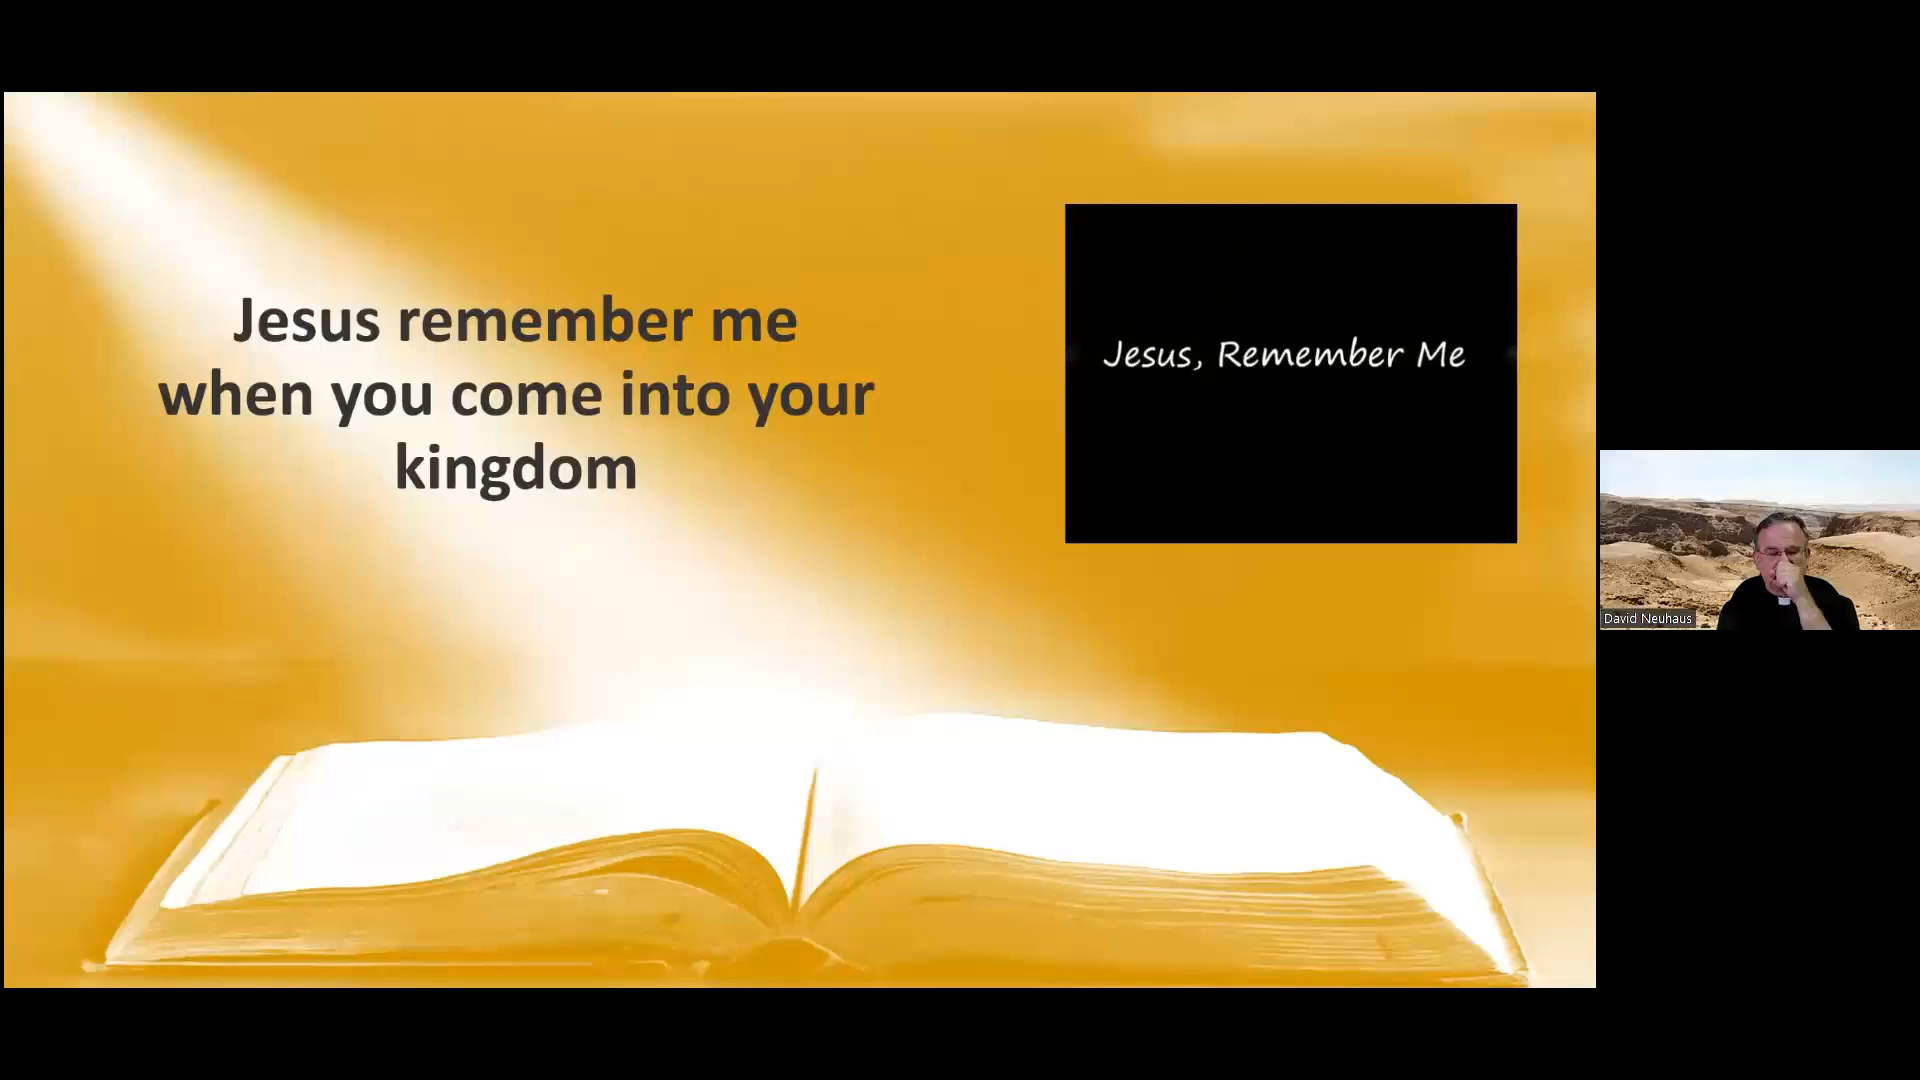 Jesus remember me
when you come into your
kingdom
Jesus, Remember Me
David Neuhaus